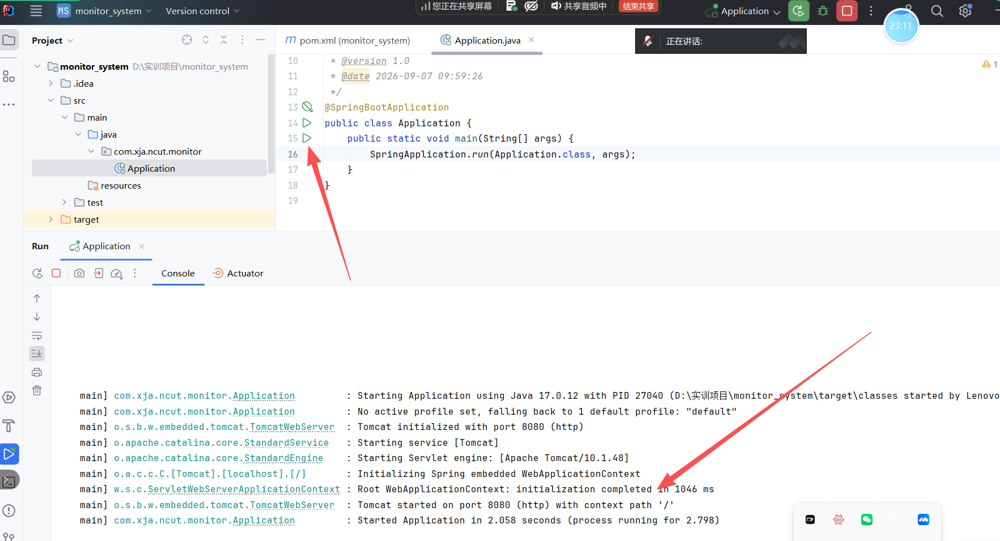 MS monitor_system Version control 您正在共享屏幕 共享音频中 结束共享 Application
23:11
Project pom.xml (monitor_system) Application.java 正在讲话:
monitor_system D:\实训项目\monitor_system
.idea
src
main
java
com.xja.ncut.monitor
Application
resources
test
target
10 * @version 1.0
11 * @date 2026-09-07 09:59:26
12 */
13 @SpringBootApplication
14 public class Application {
15 public static void main(String[] args) {
16 SpringApplication.run(Application.class, args);
17 }
18 }
19
1
Run Application
Console Actuator
main] com.xja.ncut.monitor.Application : Starting Application using Java 17.0.12 with PID 27040 (D:\实训项目\monitor_system\target\classes started by Lenovo
main] com.xja.ncut.monitor.Application : No active profile set, falling back to 1 default profile: "default"
main] o.s.b.w.embedded.tomcat.TomcatWebServer : Tomcat initialized with port 8080 (http)
main] o.apache.catalina.core.StandardService : Starting service [Tomcat]
main] o.apache.catalina.core.StandardEngine : Starting Servlet engine: [Apache Tomcat/10.1.48]
main] o.a.c.c.C.[Tomcat].[localhost].[/] : Initializing Spring embedded WebApplicationContext
main] w.s.c.ServletWebServerApplicationContext : Root WebApplicationContext: initialization completed in 1046 ms
main] o.s.b.w.embedded.tomcat.TomcatWebServer : Tomcat started on port 8080 (http) with context path '/'
main] com.xja.ncut.monitor.Application : Started Application in 2.058 seconds (process running for 2.798)